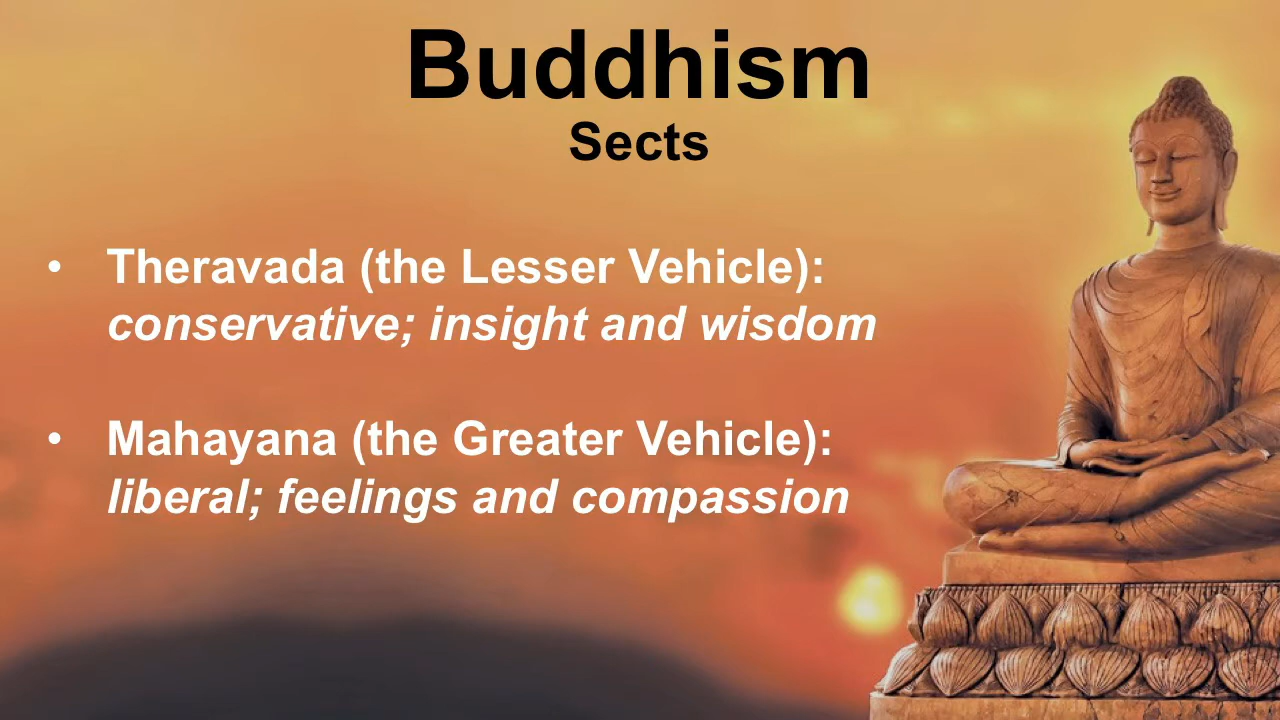 Buddhism
Sects
• Theravada (the Lesser Vehicle):
conservative; insight and wisdom
• Mahayana (the Greater Vehicle):
liberal; feelings and compassion